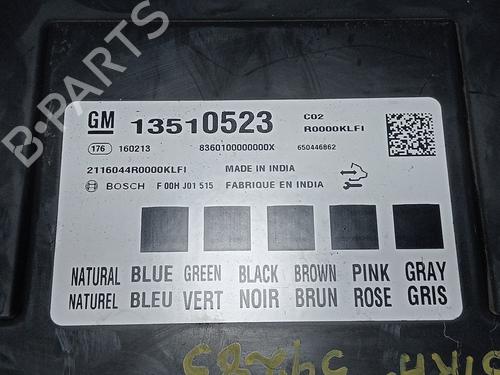 B-PARTS
GM 13510523 C02
R0000KLFI
176 160213 8360100000000X 650446862
2116044R0000KLFI MADE IN INDIA
BOSCH F 00H J01 515 FABRIQUE EN INDIA
NATURAL BLUE GREEN BLACK BROWN PINK GRAY
NATUREL BLEU VERT NOIR BRUN ROSE GRIS